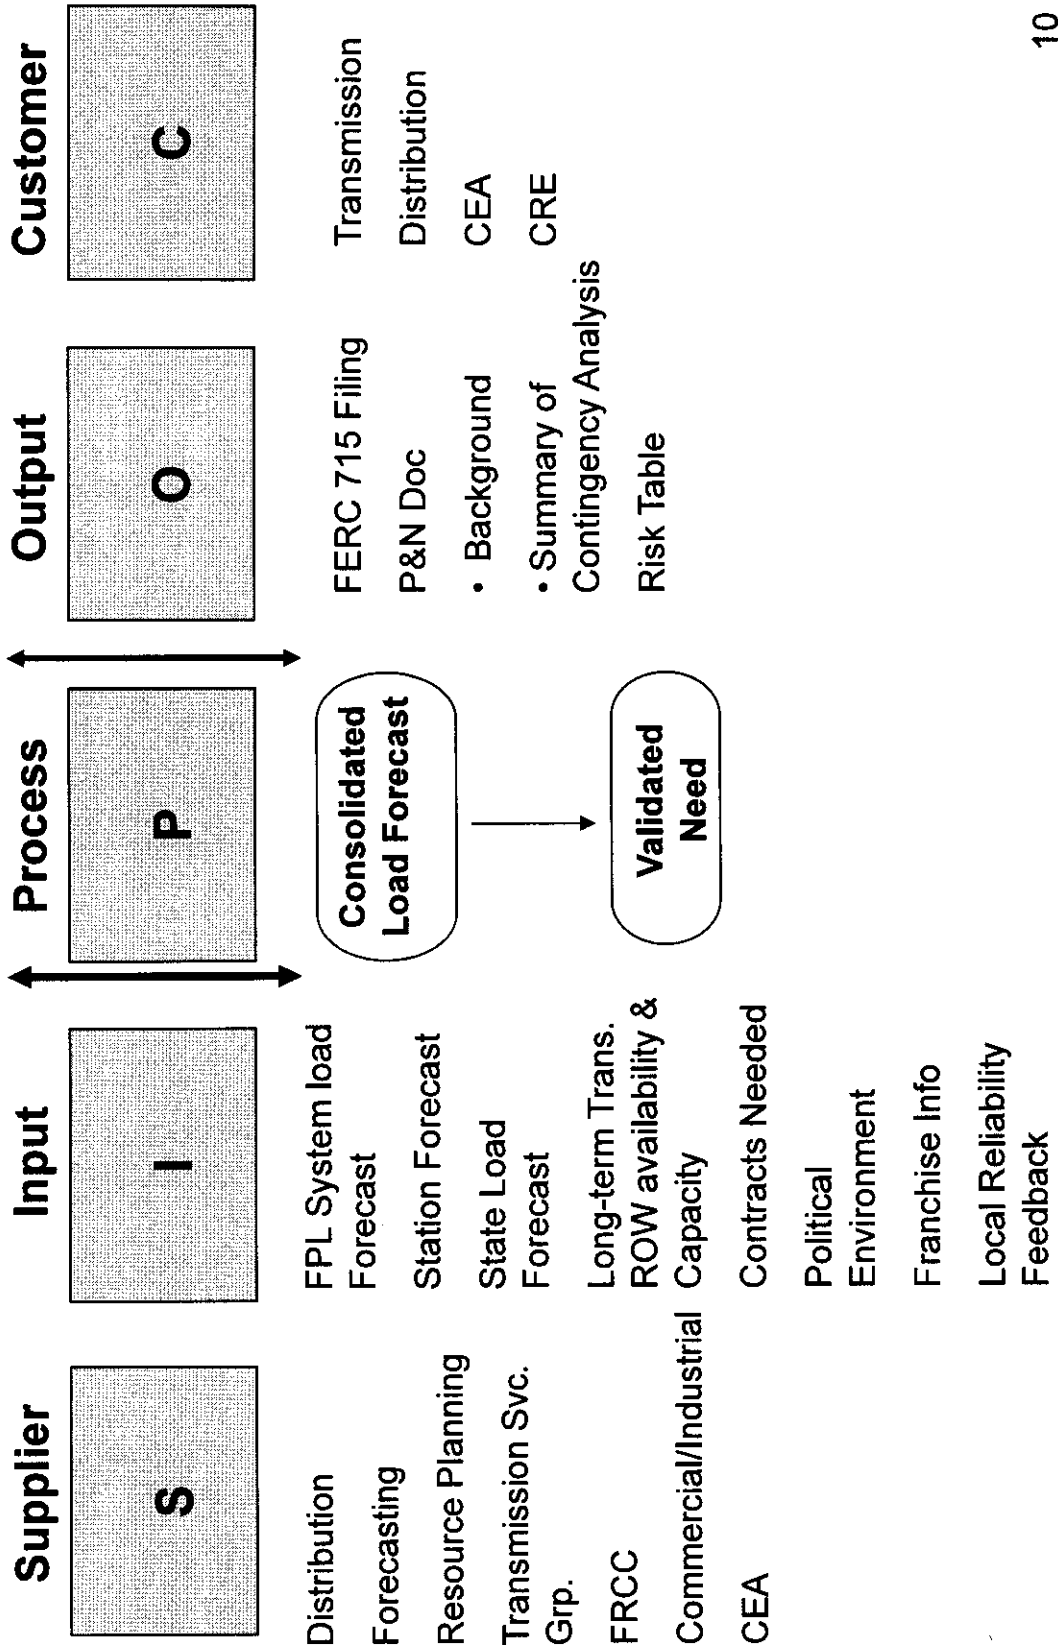 Supplier
S
Distribution
Forecasting
Resource Planning
Transmission Svc.
Grp.
FRCC
Commercial/Industrial
CEA
Input
I
FPL System load
Forecast
Station Forecast
State Load
Forecast
Long-term Trans.
ROW availability &
Capacity
Contracts Needed
Political
Environment
Franchise Info
Local Reliability
Feedback
Process
P
Consolidated
Load Forecast
Validated
Need
Output
O
FERC 715 Filing
P&N Doc
• Background
• Summary of
Contingency Analysis
Risk Table
Customer
C
Transmission
Distribution
CEA
CRE
10